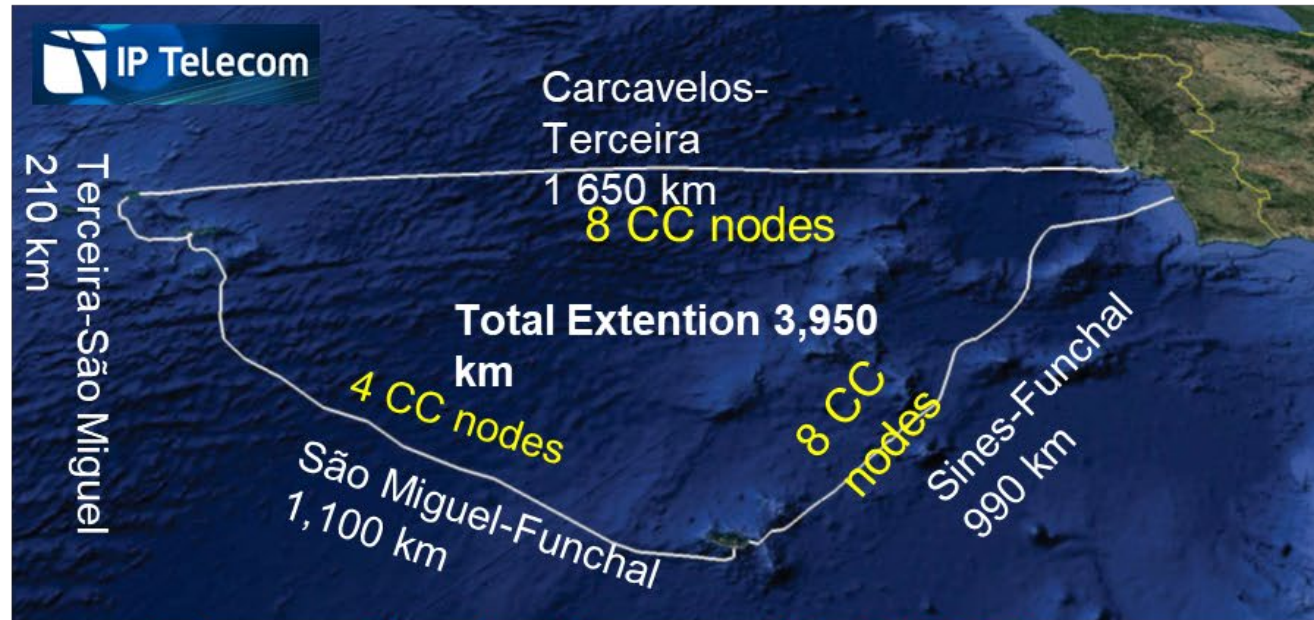 IP Telecom
Carcavelos-
Terceira
1 650 km
8 CC nodes
Terceira-São Miguel
210 km
Total Extention 3,950
km
4 CC nodes
8 CC
nodes
São Miguel-Funchal
1,100 km
Sines-Funchal
990 km